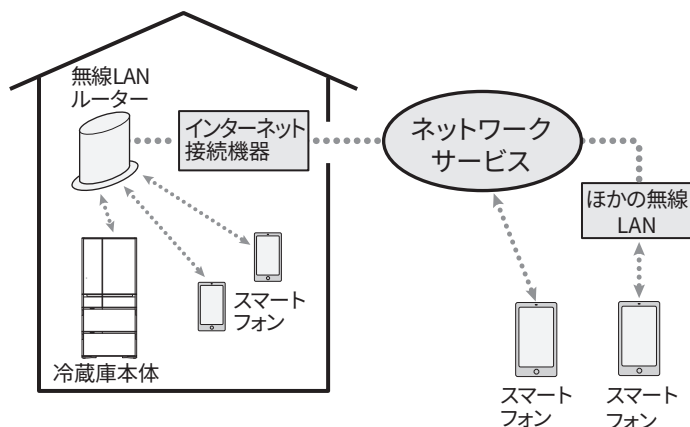 無線LAN
ルーター
インターネット
接続機器
ネットワーク
サービス
ほかの無線
LAN
スマート
フォン
冷蔵庫本体
スマート
フォン
スマート
フォン